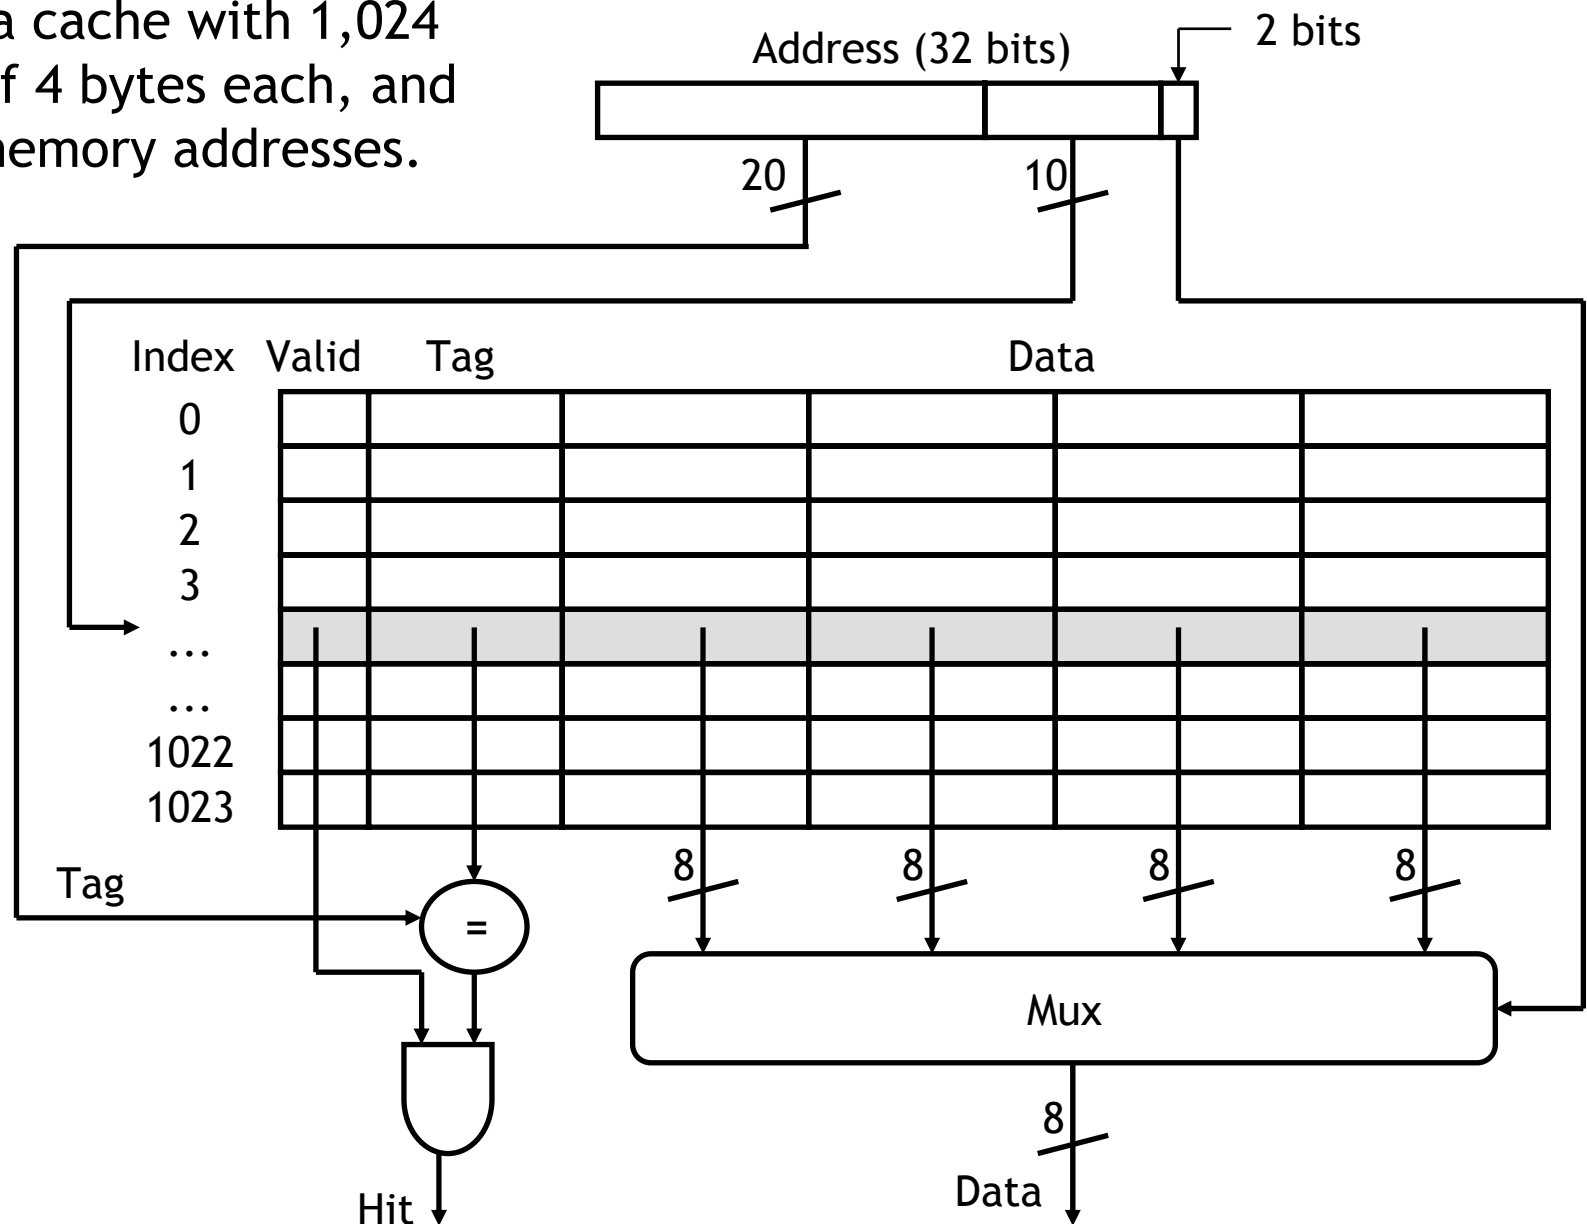 a cache with 1,024
4 bytes each, and
memory addresses.
Address (32 bits)
2 bits
20
10
Index Valid Tag Data
0
1
2
3
...
...
1022
1023
8 8 8 8
Tag
=
Mux
8
Hit
Data